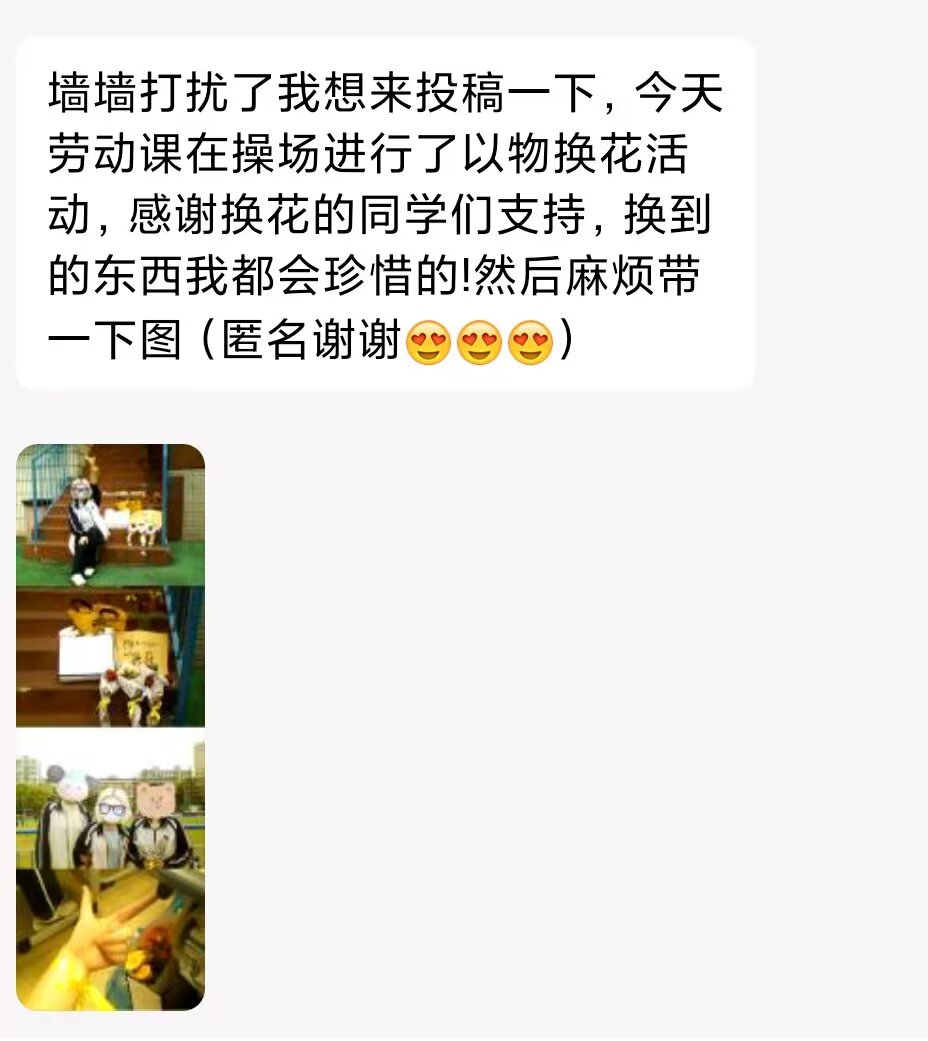 墙墙打扰了我想来投稿一下，今天
劳动课在操场进行了以物换花活
动，感谢换花的同学们支持，换到
的东西我都会珍惜的!然后麻烦带
一下图（匿名谢谢😍😍😍）